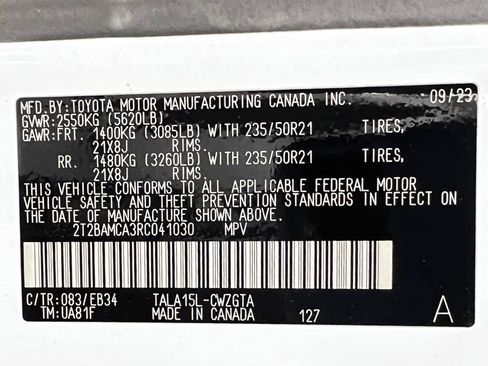 MFD.BY:TOYOTA MOTOR MANUFACTURING CANADA INC. 09/23
GVWR:2550KG (5620LB)
GAWR:FRT. 1400KG (3085LB) WITH 235/50R21 TIRES,
21X8J RIMS.
RR. 1480KG (3260LB) WITH 235/50R21 TIRES,
21X8J RIMS.
THIS VEHICLE CONFORMS TO ALL APPLICABLE FEDERAL MOTOR
VEHICLE SAFETY AND THEFT PREVENTION STANDARDS IN EFFECT
ON THE DATE OF MANUFACTURE SHOWN ABOVE.
2T2BAMCA3RC041030 MPV
C/TR:083/EB34 TALA15L-CWZGTA A
TM:UA81F MADE IN CANADA 127